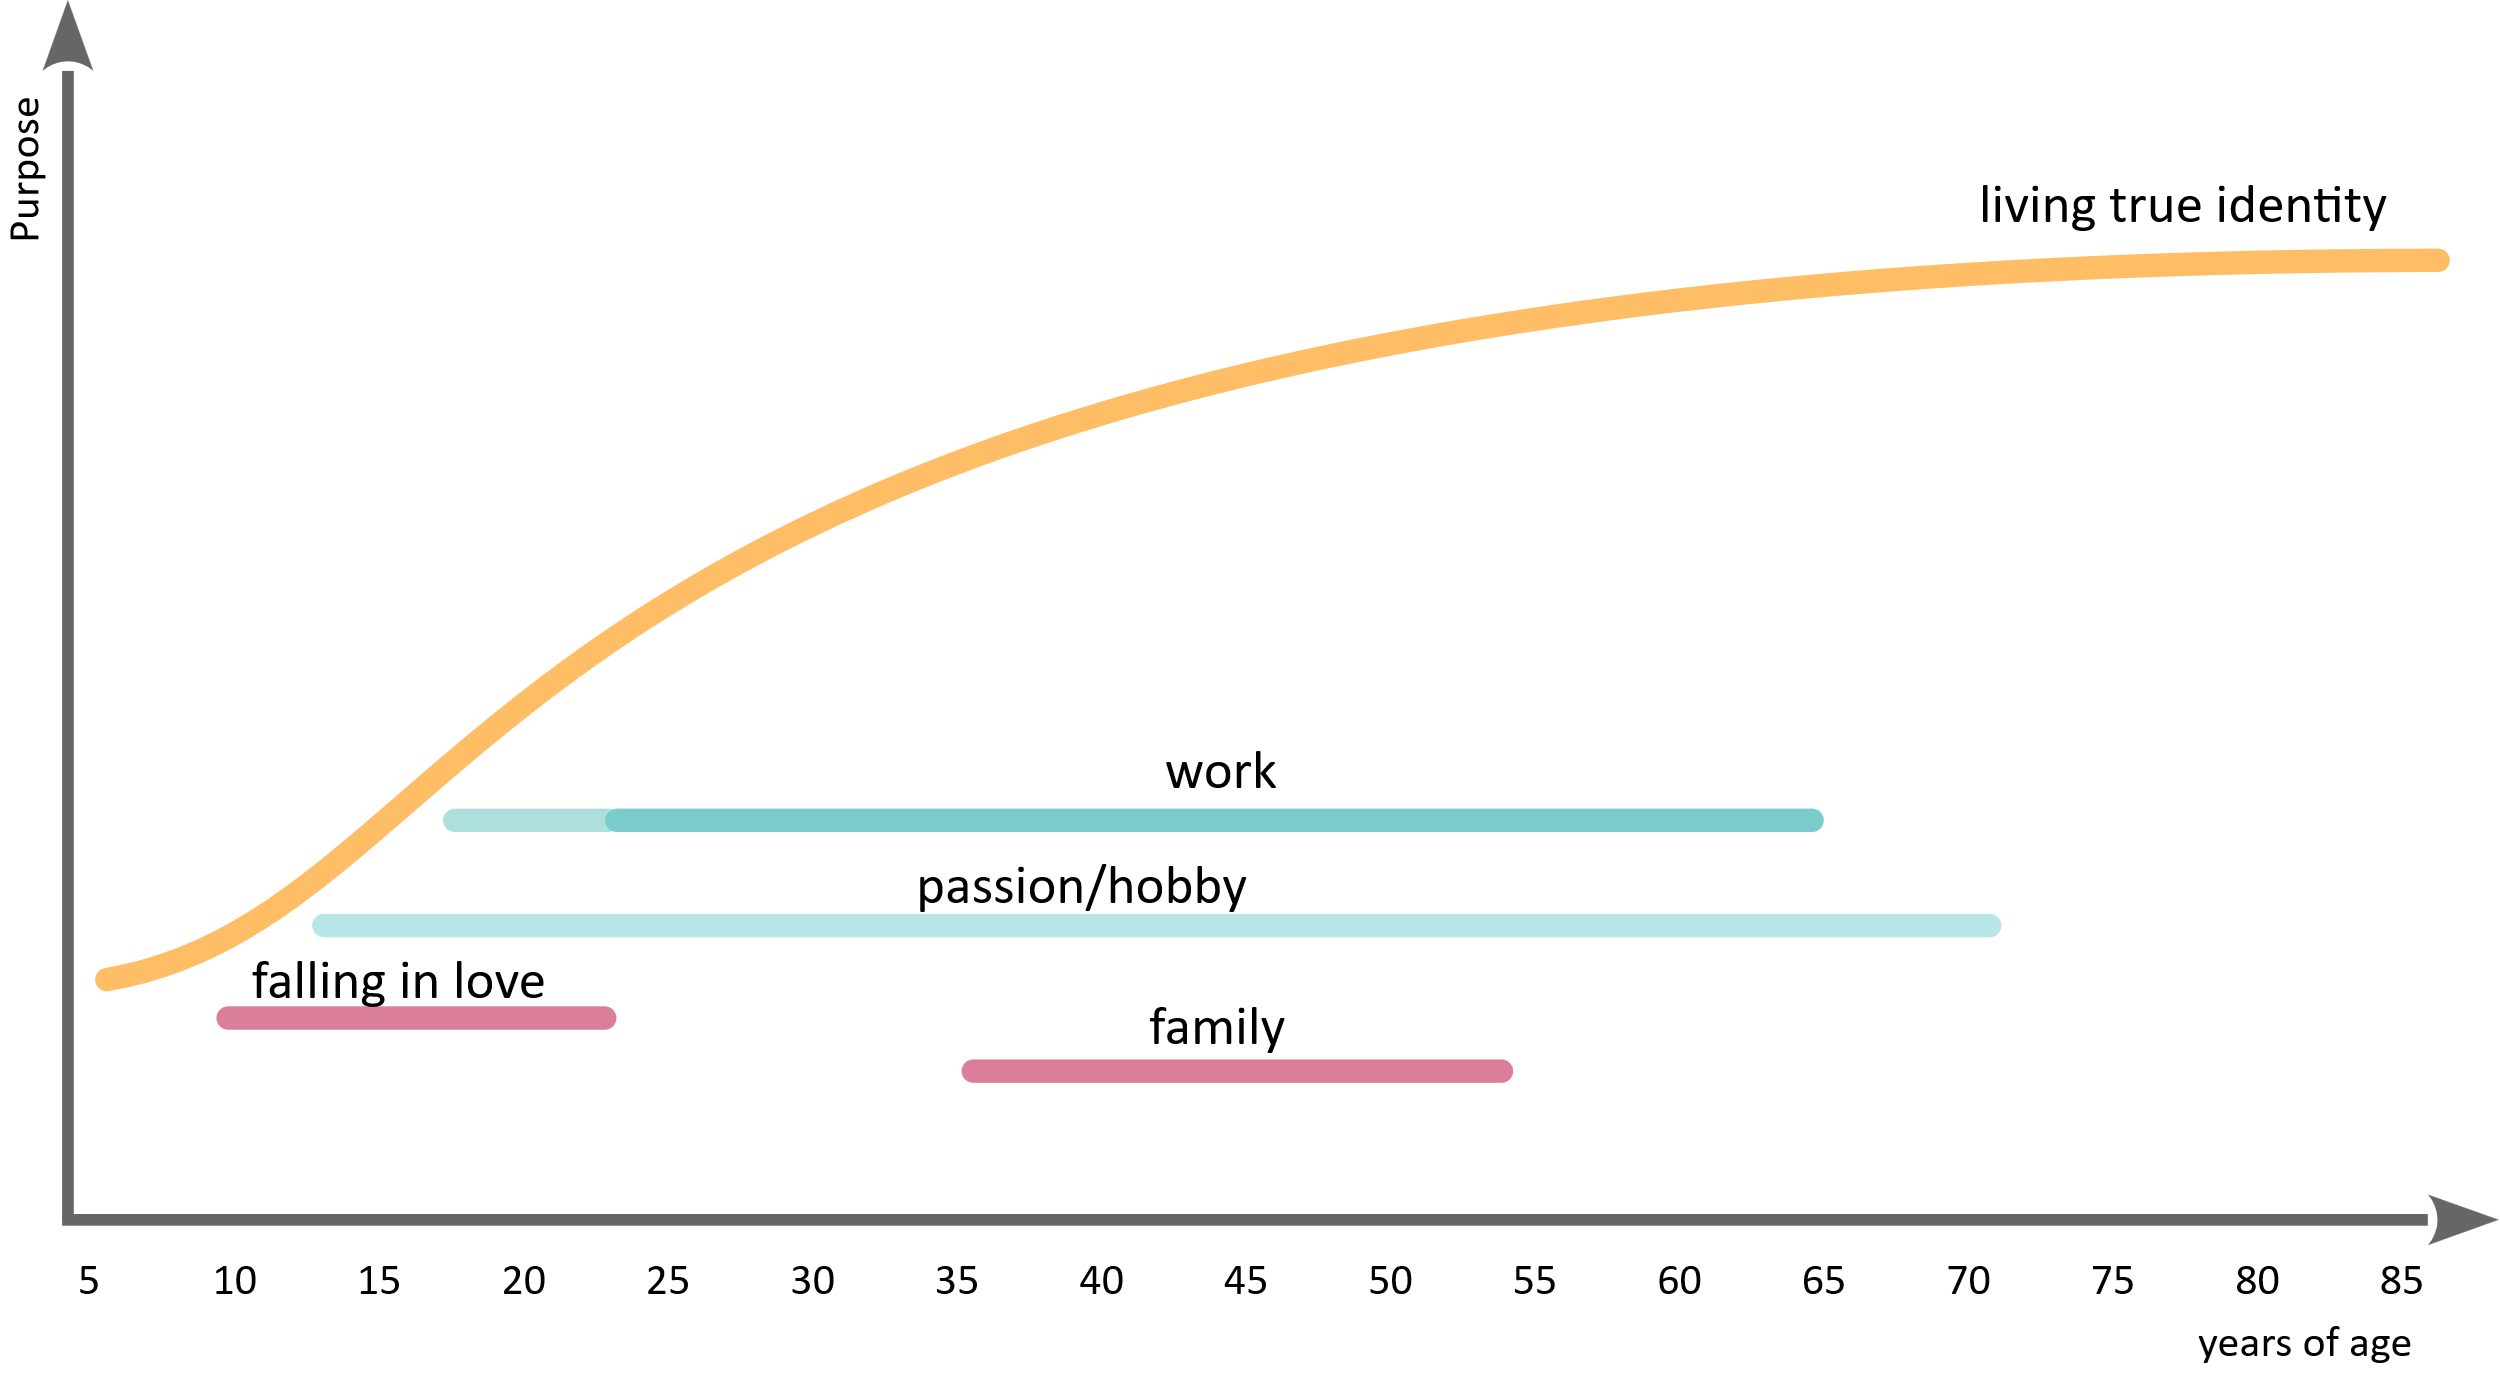 Purpose
living true identity
work
passion/hobby
falling in love
family
5 10 15 20 25 30 35 40 45 50 55 60 65 70 75 80 85
years of age